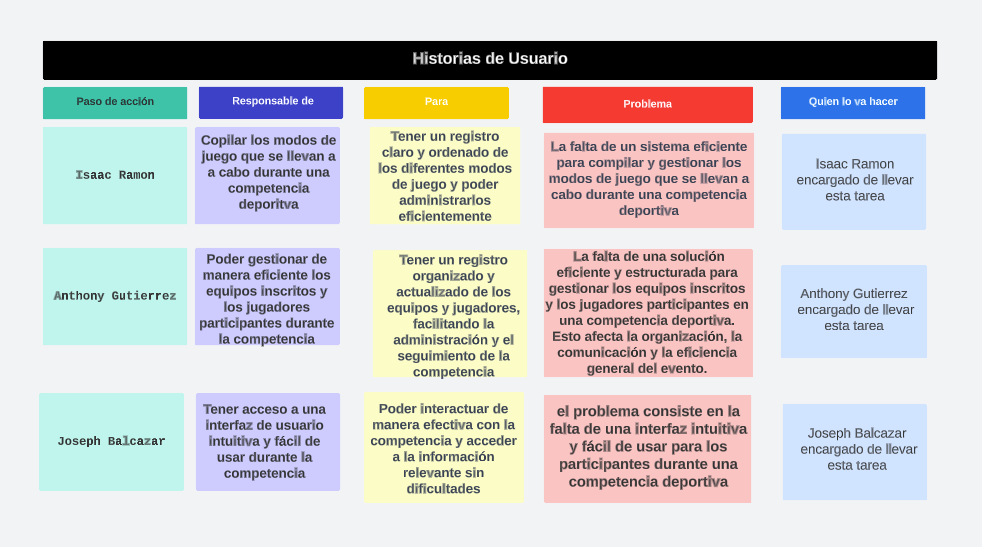 Historias de Usuario
Paso de acción
Responsable de
Para
Problema
Quien lo va hacer
Isaac Ramon
Copilar los modos de
juego que se llevan a
a cabo durante una
competencia
deporitva
Tener un registro
claro y ordenado de
los diferentes modos
de juego y poder
administrarlos
eficientemente
La falta de un sistema eficiente
para compilar y gestionar los
modos de juego que se llevan a
cabo durante una competencia
deportiva
Isaac Ramon
encargado de llevar
esta tarea
Anthony Gutierrez
Poder gestionar de
manera eficiente los
equipos inscritos y
los jugadores
participantes durante
la competencia
Tener un registro
organizado y
actualizado de los
equipos y jugadores,
facilitando la
administración y el
seguimiento de la
competencia
La falta de una solución
eficiente y estructurada para
gestionar los equipos inscritos
y los jugadores participantes en
una competencia deportiva.
Esto afecta la organización, la
comunicación y la eficiencia
general del evento.
Anthony Gutierrez
encargado de llevar
esta tarea
Joseph Balcazar
Tener acceso a una
interfaz de usuario
intuitiva y fácil de
usar durante la
competencia
Poder interactuar de
manera efectiva con la
competencia y acceder
a la información
relevante sin
dificultades
el problema consiste en la
falta de una interfaz intuitiva
y fácil de usar para los
participantes durante una
competencia deportiva
Joseph Balcazar
encargado de llevar
esta tarea